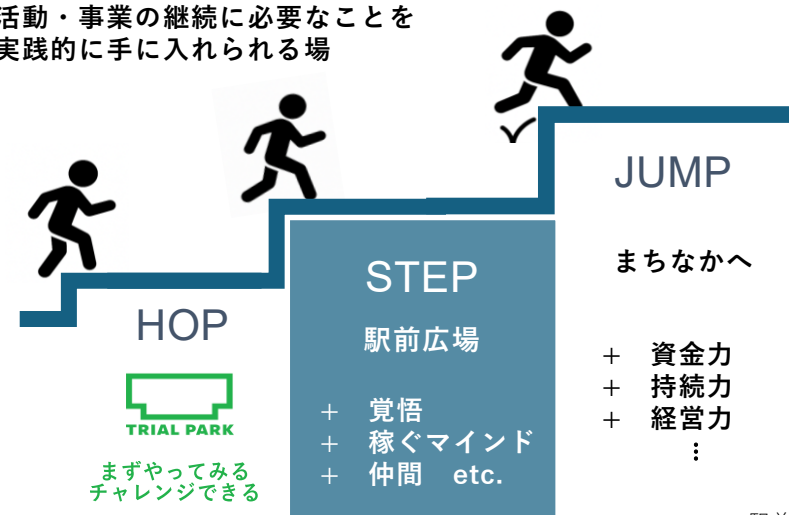 活動・事業の継続に必要なことを
実践的に手に入れられる場
HOP
TRIAL PARK
まずやってみる
チャレンジできる
STEP
駅前広場
+ 覚悟
+ 稼ぐマインド
+ 仲間 etc.
JUMP
まちなかへ
+ 資金力
+ 持続力
+ 経営力
⋮